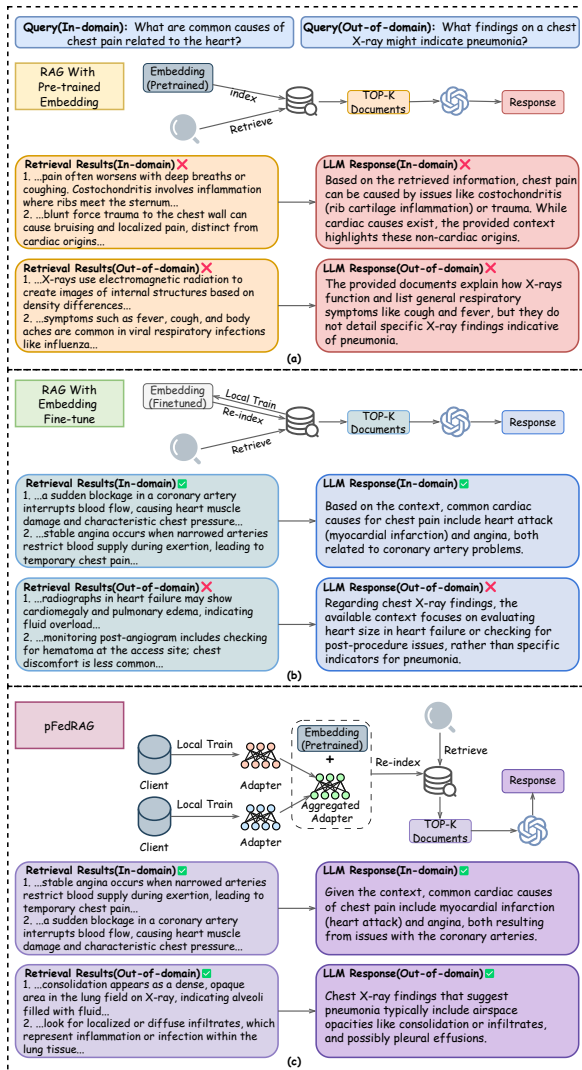 Query(In-domain): What are common causes of
chest pain related to the heart?
Query(Out-of-domain): What findings on a chest
X-ray might indicate pneumonia?
RAG With
Pre-trained
Embedding
Embedding
(Pretrained)
index
Retrieve
TOP-K
Documents
Response
Retrieval Results(In-domain)❌
1. ...pain often worsens with deep breaths or
coughing. Costochondritis involves inflammation
where ribs meet the sternum...
2. ...blunt force trauma to the chest wall can
cause bruising and localized pain, distinct from
cardiac origins...
LLM Response(In-domain)❌
Based on the retrieved information, chest pain
can be caused by issues like costochondritis
(rib cartilage inflammation) or trauma. While
cardiac causes exist, the provided context
highlights these non-cardiac origins.
Retrieval Results(Out-of-domain)❌
1. ...X-rays use electromagnetic radiation to
create images of internal structures based on
density differences...
2. ...symptoms such as fever, cough, and body
aches are common in viral respiratory infections
like influenza...
LLM Response(Out-of-domain)❌
The provided documents explain how X-rays
function and list general respiratory
symptoms like cough and fever, but they do
not detail specific X-ray findings indicative
of pneumonia.
(a)
RAG With
Embedding
Fine-tune
Embedding
(Finetuned)
Local Train
Re-index
Retrieve
TOP-K
Documents
Response
Retrieval Results(In-domain)✅
1. ...a sudden blockage in a coronary artery
interrupts blood flow, causing heart muscle
damage and characteristic chest pressure...
2. ...stable angina occurs when narrowed arteries
restrict blood supply during exertion, leading to
temporary chest pain...
LLM Response(In-domain)✅
Based on the context, common cardiac
causes for chest pain include heart attack
(myocardial infarction) and angina, both
related to coronary artery problems.
Retrieval Results(Out-of-domain)❌
1. ...radiographs in heart failure may show
cardiomegaly and pulmonary edema, indicating
fluid overload...
2. ...monitoring post-angiogram includes checking
for hematoma at the access site; chest
discomfort is less common...
LLM Response(Out-of-domain)❌
Regarding chest X-ray findings, the
available context focuses on evaluating
heart size in heart failure or checking for
post-procedure issues, rather than specific
indicators for pneumonia.
(b)
pFedRAG
Client
Local Train
Adapter
Client
Local Train
Adapter
Embedding
(Pretrained)
+
Aggregated
Adapter
Re-index
Retrieve
TOP-K
Documents
Response
Retrieval Results(In-domain)✅
1. ...stable angina occurs when narrowed arteries
restrict blood supply during exertion, leading to
temporary chest pain...
2. ...a sudden blockage in a coronary artery
interrupts blood flow, causing heart muscle
damage and characteristic chest pressure...
LLM Response(In-domain)✅
Given the context, common cardiac causes
of chest pain include myocardial infarction
(heart attack) and angina, both resulting
from issues with the coronary arteries.
Retrieval Results(Out-of-domain)✅
1. ...consolidation appears as a dense, opaque
area in the lung field on X-ray, indicating alveoli
filled with fluid...
2. ...look for localized or diffuse infiltrates, which
represent inflammation or infection within the
lung tissue...
LLM Response(Out-of-domain)✅
Chest X-ray findings that suggest
pneumonia typically include airspace
opacities like consolidation or infiltrates,
and possibly pleural effusions.
(c)